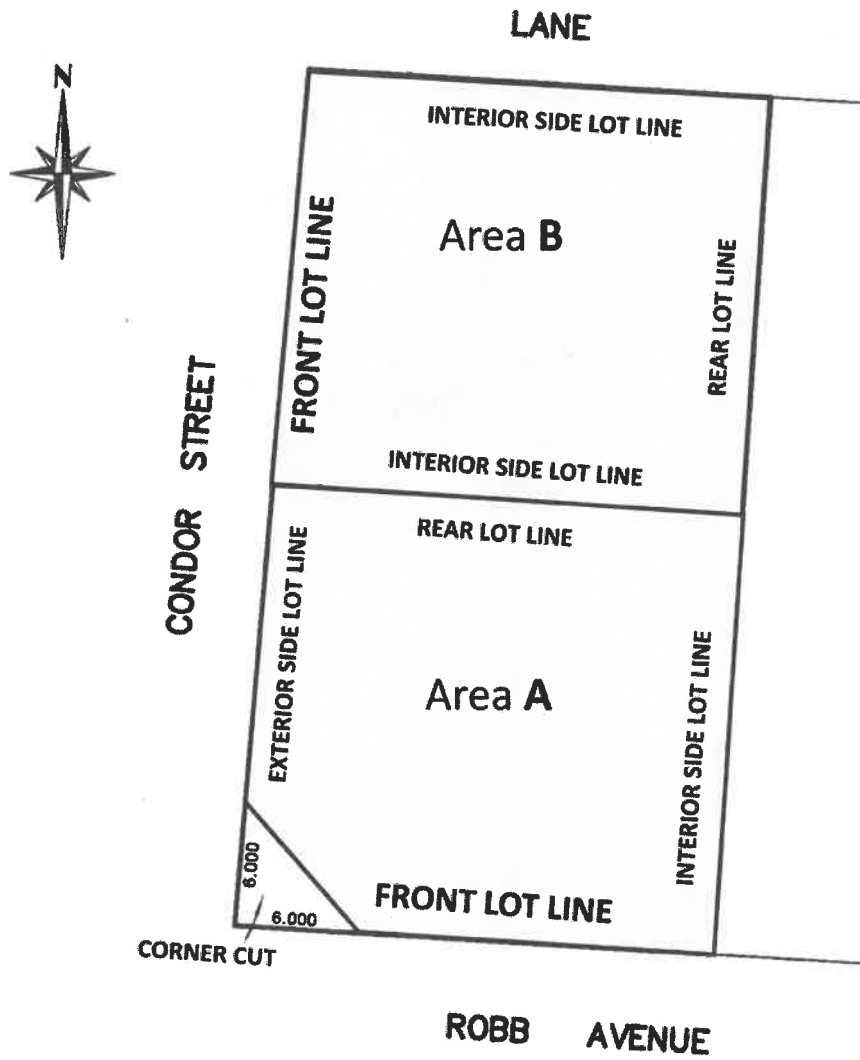 LANE
N
INTERIOR SIDE LOT LINE
Area B
FRONT LOT LINE
REAR LOT LINE
CONDOR STREET
INTERIOR SIDE LOT LINE
REAR LOT LINE
EXTERIOR SIDE LOT LINE
Area A
INTERIOR SIDE LOT LINE
6.000
6.000
FRONT LOT LINE
CORNER CUT
ROBB AVENUE